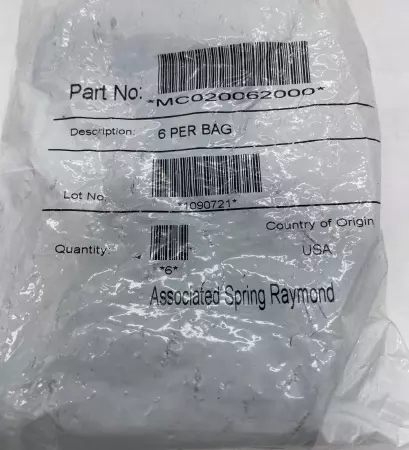 Part No: *MC020062000*
Description: 6 PER BAG
Lot No. *1090721*
Country of Origin
Quantity: USA
**6*
Associated Spring Raymond